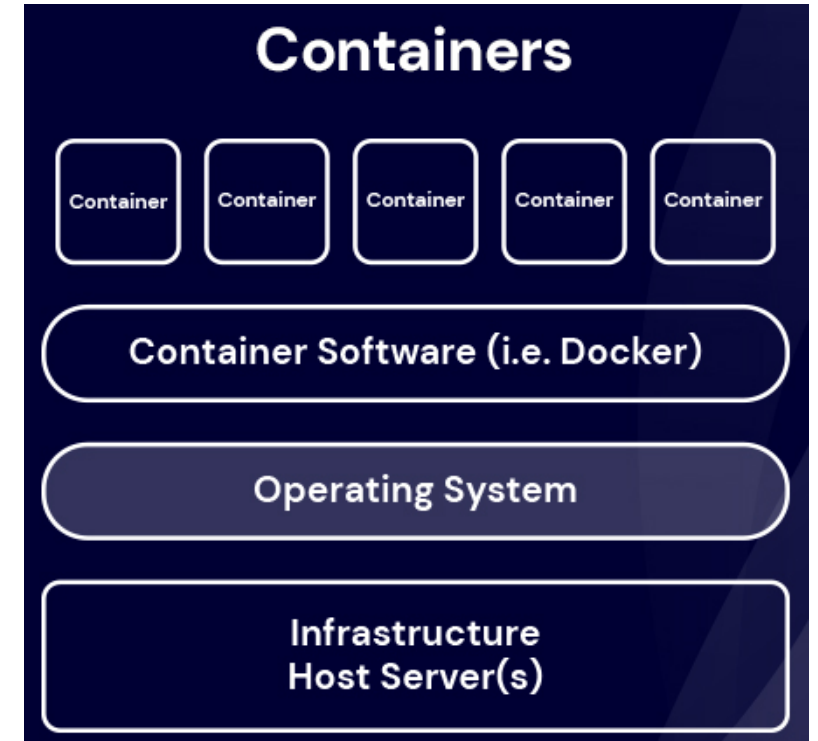 Containers
Container Container Container Container Container
Container Software (i.e. Docker)
Operating System
Infrastructure
Host Server(s)